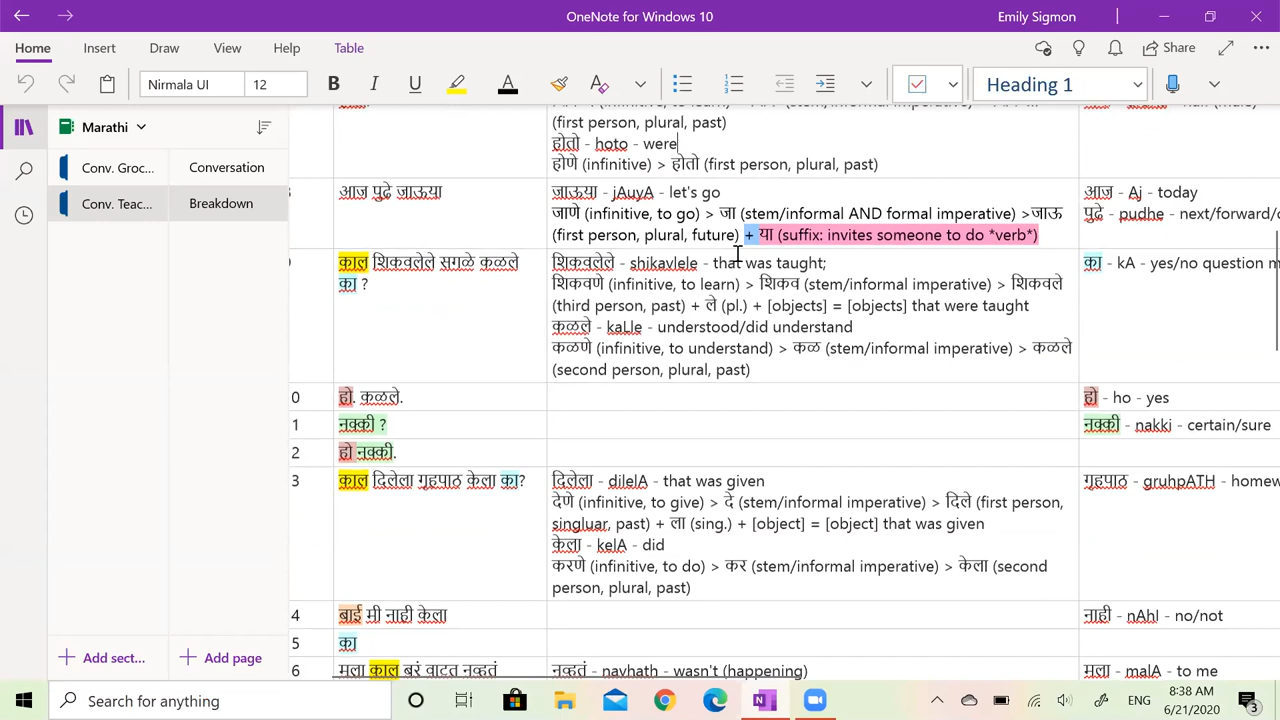 OneNote for Windows 10
Emily Sigmon
Home Insert Draw View Help Table
Share
Nirmala UI 12 B I U A Heading 1
Marathi
Conv. Groc...
Conv. Teac...
Conversation
Breakdown
(first person, plural, past)
होतो - hoto - were
होणे (infinitive) > होतो (first person, plural, past)
आज पुढे जाऊया
जाऊया - jAuyA - let's go
जाणे (infinitive, to go) > जा (stem/informal AND formal imperative) >जाऊ
(first person, plural, future) + या (suffix: invites someone to do *verb*)
आज - Aj - today
पुढे - pudhe - next/forward/
काल शिकवलेले सगळे कळले
का ?
शिकवलेले - shikavlele - that was taught;
शिकवणे (infinitive, to learn) > शिकव (stem/informal imperative) > शिकवले
(third person, past) + ले (pl.) + [objects] = [objects] that were taught
कळले - kaLle - understood/did understand
कळणे (infinitive, to understand) > कळ (stem/informal imperative) > कळले
(second person, plural, past)
का - kA - yes/no question m
0 हो. कळले.
हो - ho - yes
1 नक्की ?
नक्की - nakki - certain/sure
2 हो नक्की.
3 काल दिलेला गृहपाठ केला का?
दिलेला - dilelA - that was given
देणे (infinitive, to give) > दे (stem/informal imperative) > दिले (first person,
singluar, past) + ला (sing.) + [object] = [object] that was given
केला - kelA - did
करणे (infinitive, to do) > कर (stem/informal imperative) > केला (second
person, plural, past)
गृहपाठ - gruhpATH - homew
4 बाई मी नाही केला
नाही - nAhI - no/not
5 का
6 मला काल बरं वाटत नव्हतं
नव्हतं - navhath - wasn't (happening)
मला - malA - to me
Add sect...
Add page
Search for anything
ENG
8:38 AM
6/21/2020
3